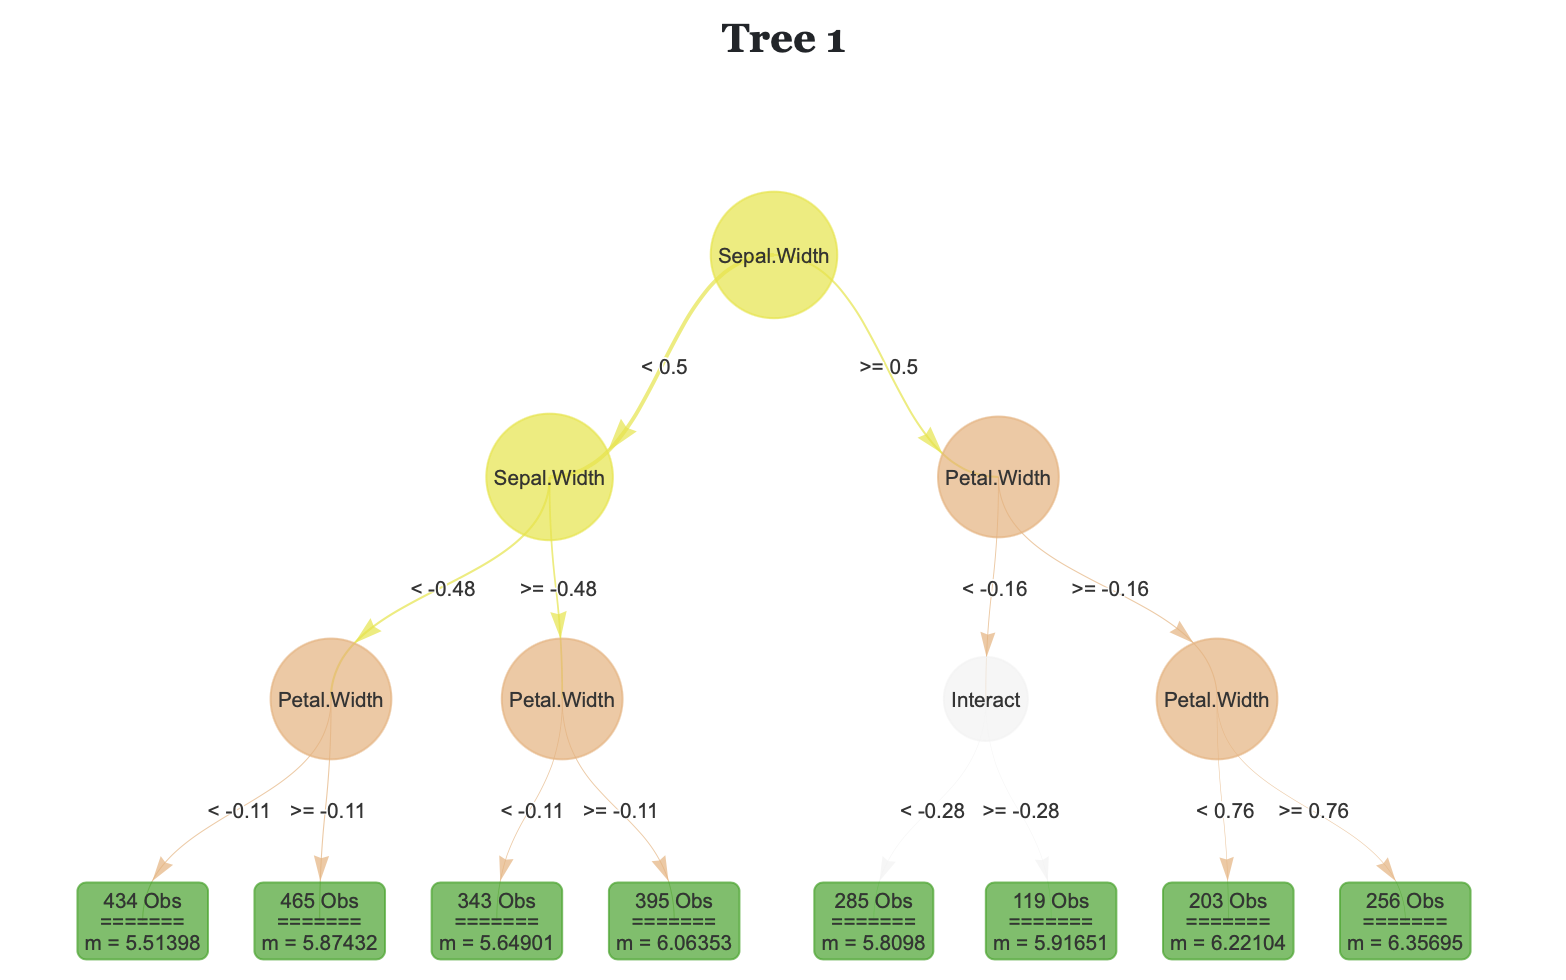 Tree 1
Sepal.Width
< 0.5
>= 0.5
Sepal.Width
Petal.Width
< -0.48
>= -0.48
< -0.16
>= -0.16
Petal.Width
Petal.Width
Interact
Petal.Width
< -0.11
>= -0.11
< -0.11
>= -0.11
< -0.28
>= -0.28
< 0.76
>= 0.76
434 Obs
=======
m = 5.51398
465 Obs
=======
m = 5.87432
343 Obs
=======
m = 5.64901
395 Obs
=======
m = 6.06353
285 Obs
=======
m = 5.8098
119 Obs
=======
m = 5.91651
203 Obs
=======
m = 6.22104
256 Obs
=======
m = 6.35695